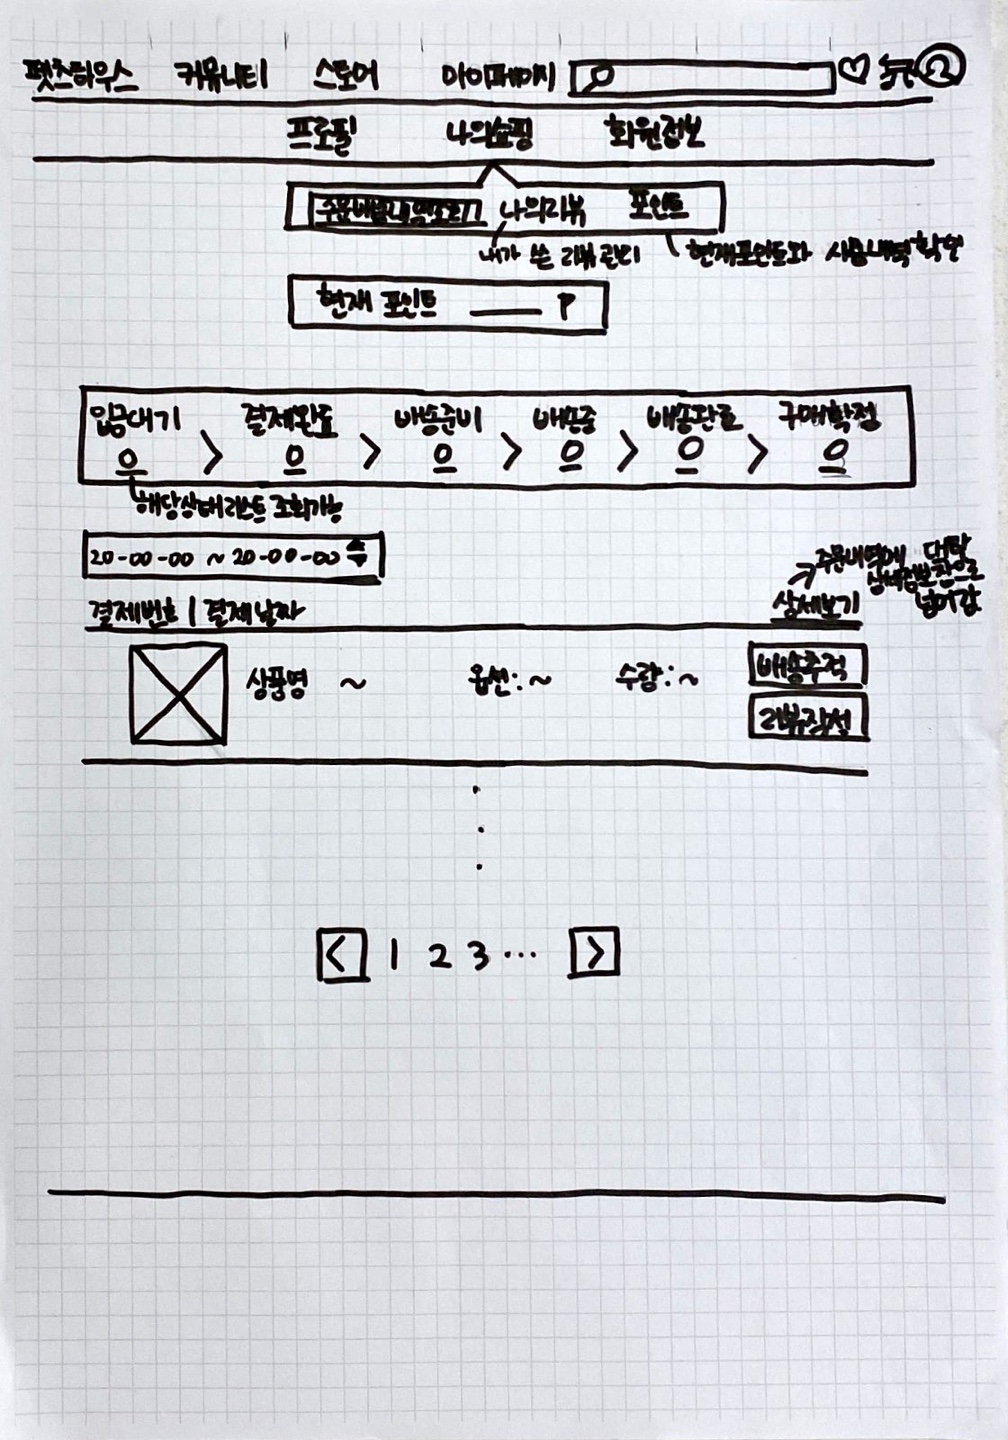 펫츠하우스 커뮤니티 스토어 마이페이지
프로필 나의쇼핑 회원정보
주문배송내역조회 나의리뷰 포인트
내가 쓴 리뷰 관리 현재포인트와 사용내역 확인
현재 포인트 ____ P
입금대기 > 결제완료 > 배송준비 > 배송중 > 배송완료 > 구매확정
0 0 0 0 0 0
해당상태리스트 조회가능
20-00-00 ~ 20-00-00
주문내역에 대한
상세정보창으로
넘어감
결제번호 | 결제날짜 상세보기
상품명 ~ 옵션:~ 수량:~ 배송추적
리뷰작성
< 1 2 3 ... >